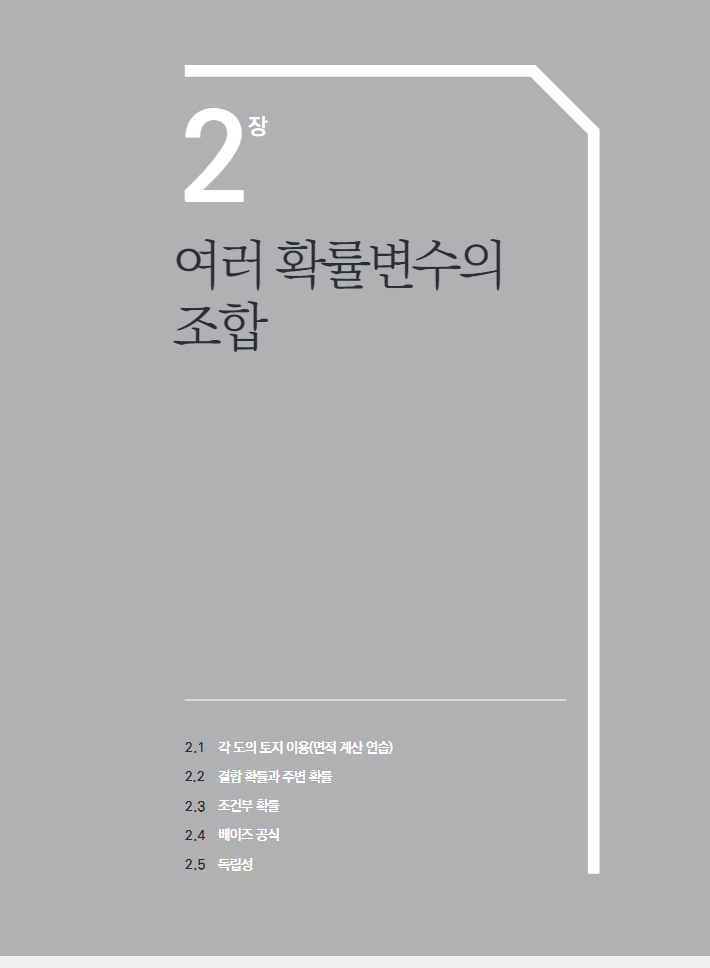 2장
여러 확률변수의
조합
2.1 각 도의 토지 이용(면적 계산 연습)
2.2 결합 확률과 주변 확률
2.3 조건부 확률
2.4 베이즈 공식
2.5 독립성